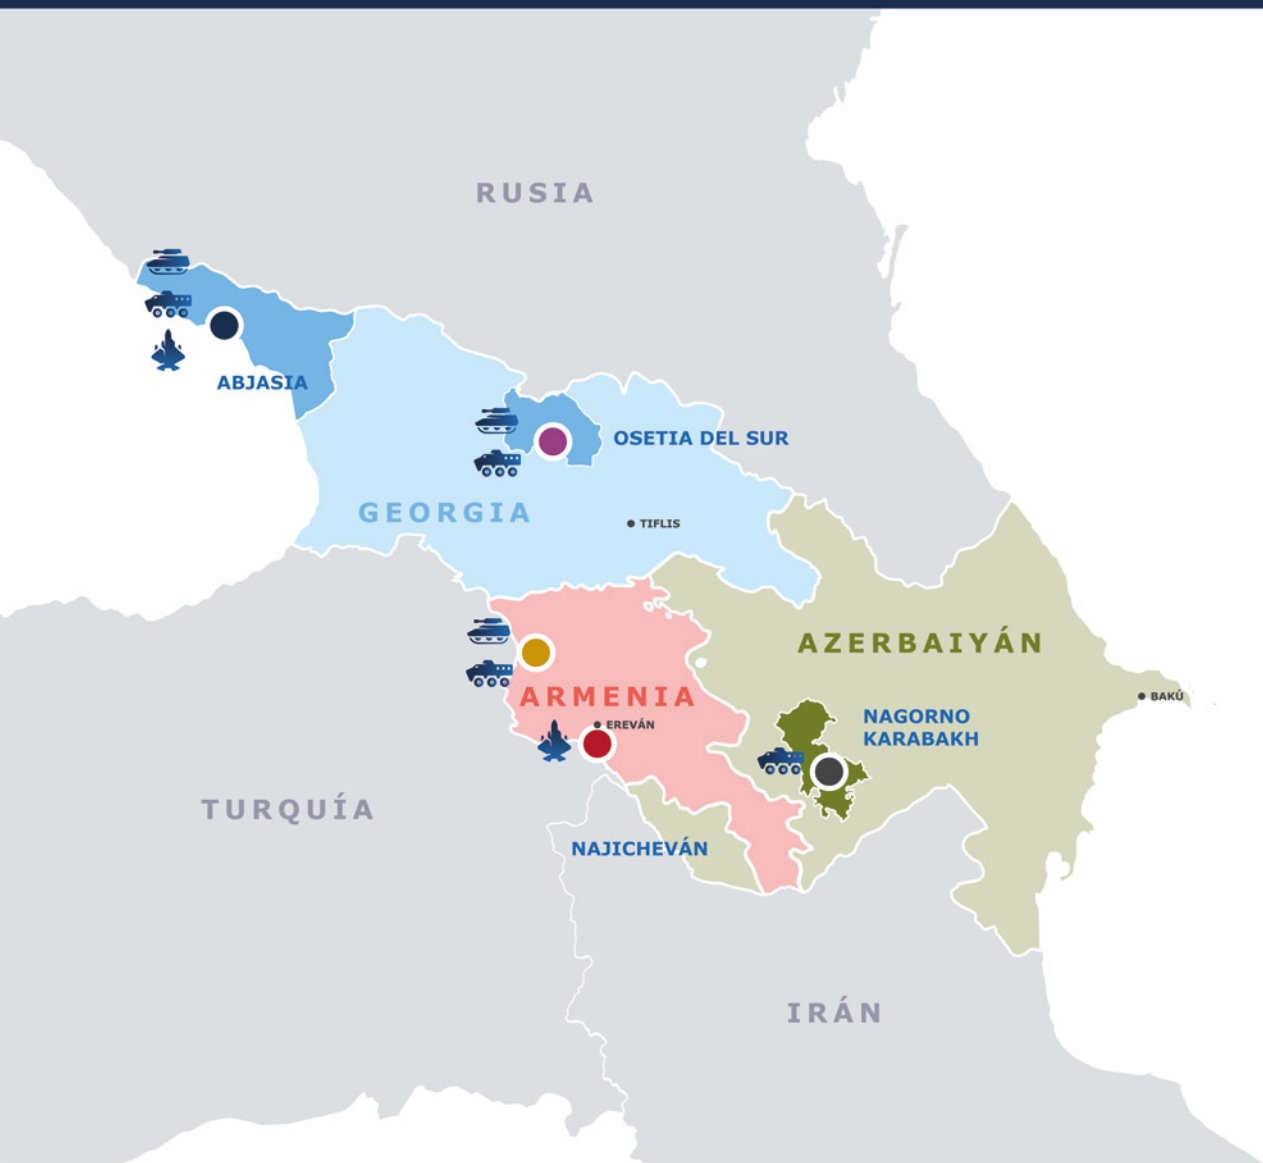 RUSIA
ABJASIA
OSETIA DEL SUR
GEORGIA
TIFLIS
AZERBAIYÁN
ARMENIA
BAKÚ
EREVÁN
NAGORNO
KARABAKH
TURQUÍA
NAJICHEVÁN
IRÁN